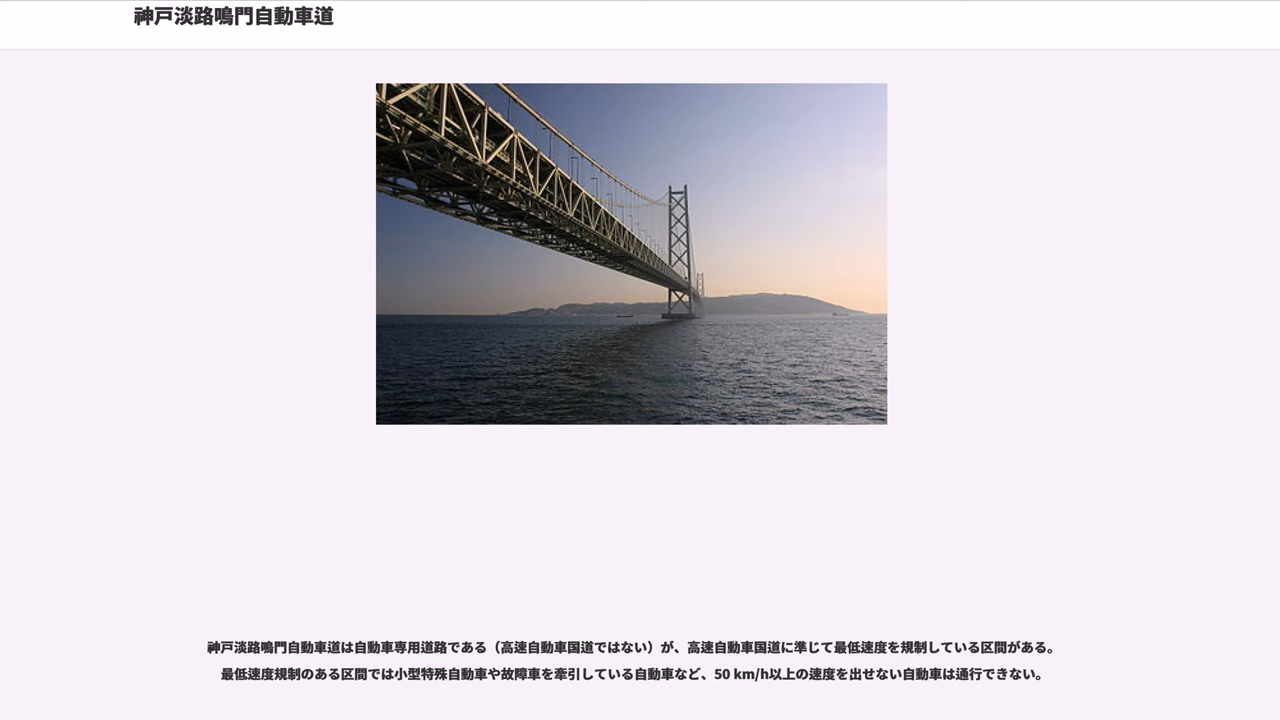 神戸淡路鳴門自動車道
神戸淡路鳴門自動車道は自動車専用道路である（高速自動車国道ではない）が、高速自動車国道に準じて最低速度を規制している区間がある。
最低速度規制のある区間では小型特殊自動車や故障車を牽引している自動車など、50 km/h以上の速度を出せない自動車は通行できない。